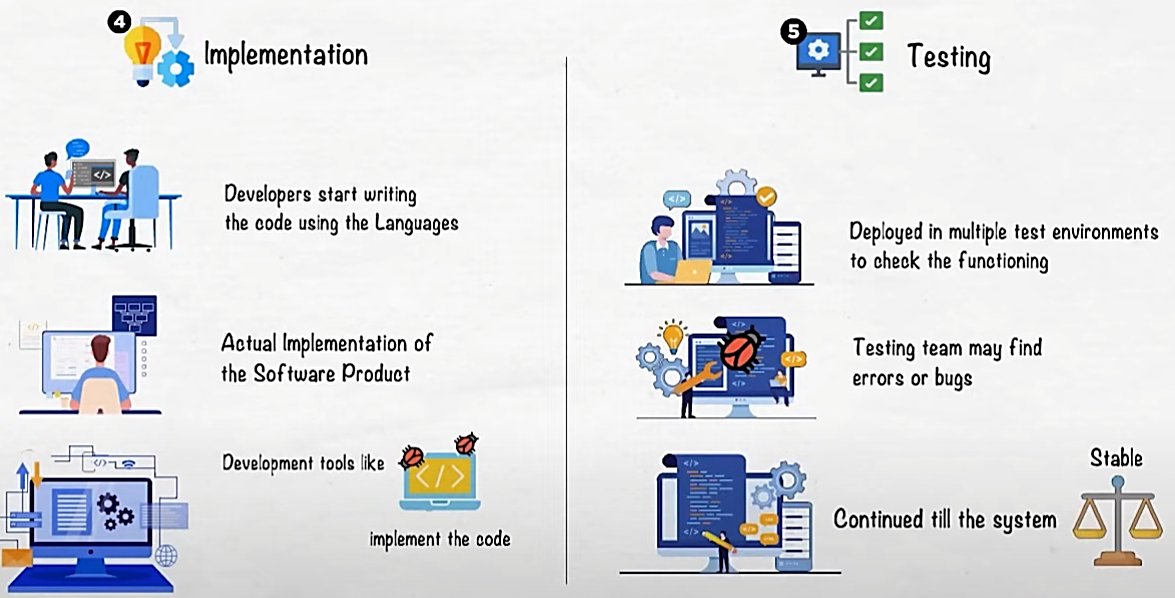 4
Implementation
Developers start writing
the code using the Languages
Actual Implementation of
the Software Product
Development tools like
</>
implement the code
5
Testing
Deployed in multiple test environments
to check the functioning
Testing team may find
errors or bugs
Stable
Continued till the system